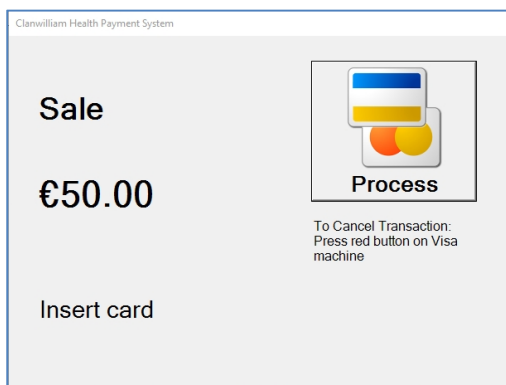 Clanwilliam Health Payment System
Sale
€50.00
Insert card
Process
To Cancel Transaction:
Press red button on Visa
machine